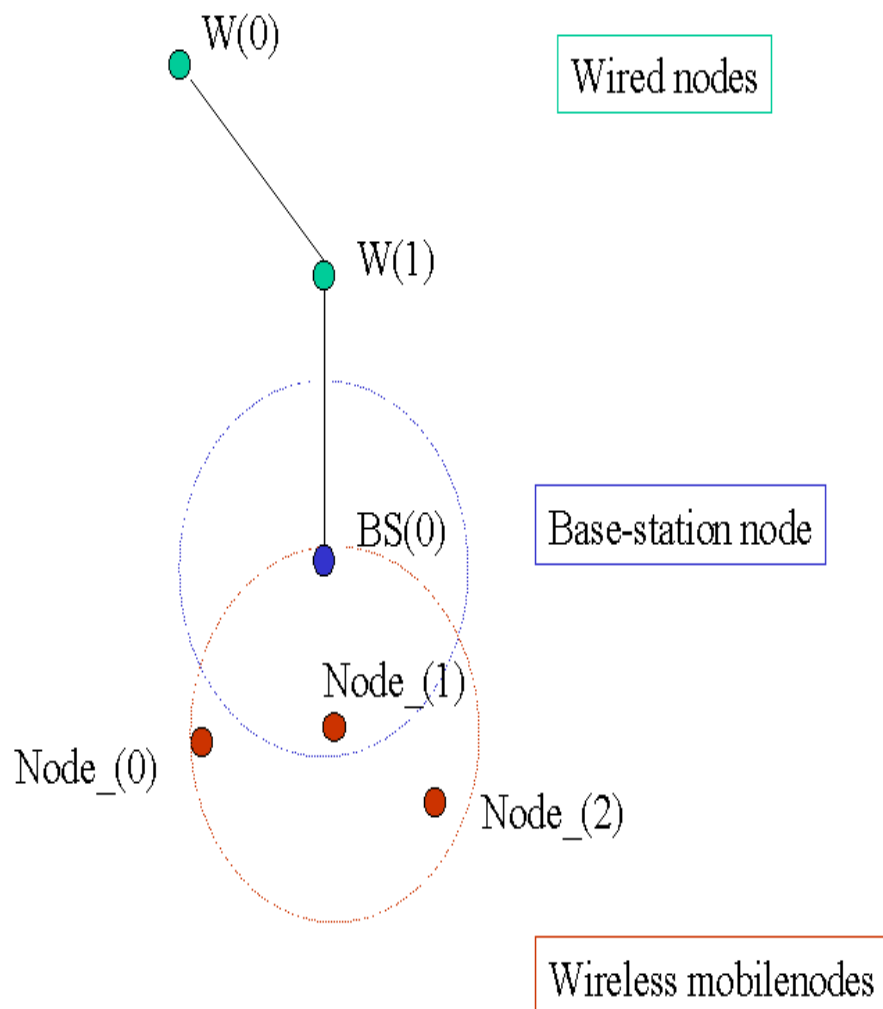 W(0)
Wired nodes
W(1)
BS(0)
Base-station node
Node_(1)
Node_(0)
Node_(2)
Wireless mobilenodes